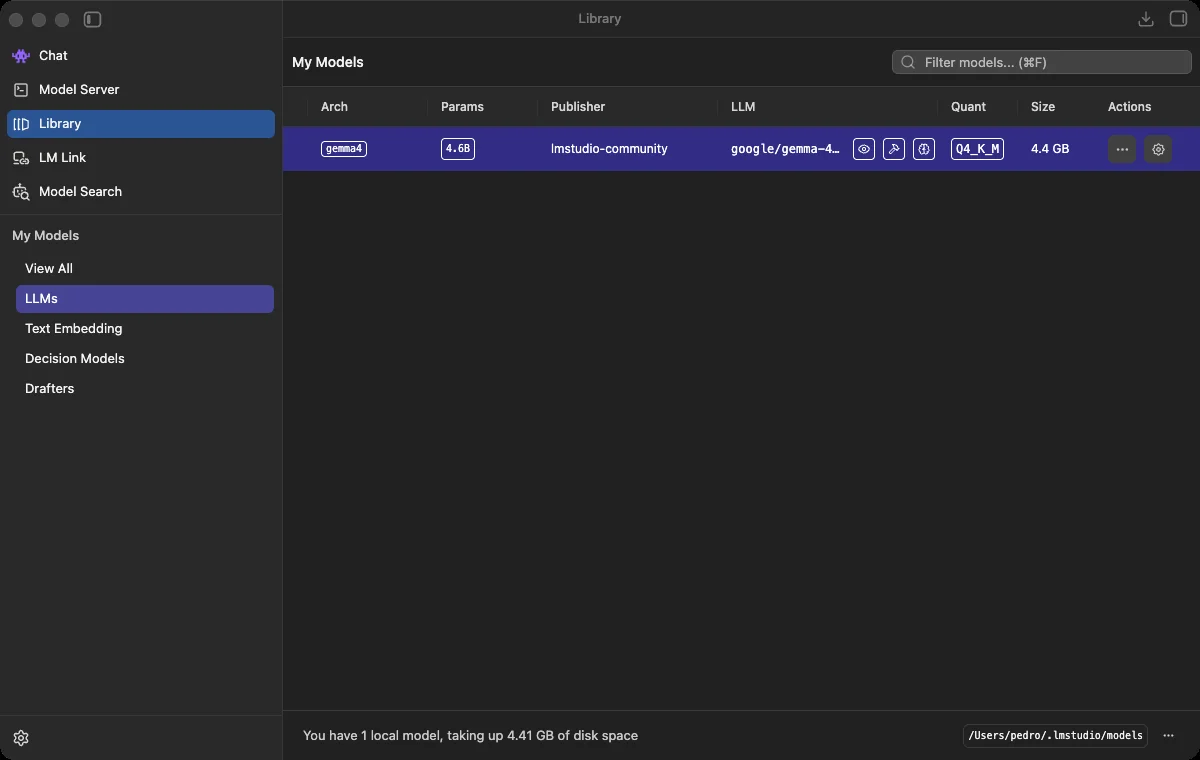 Library
Chat
Model Server
Library
LM Link
Model Search
My Models
View All
LLMs
Text Embedding
Decision Models
Drafters
My Models
Filter models... (⌘F)
Arch Params Publisher LLM Quant Size Actions
gemma4 4.6B lmstudio-community google/gemma-4… Q4_K_M 4.4 GB
You have 1 local model, taking up 4.41 GB of disk space
/Users/pedro/.lmstudio/models